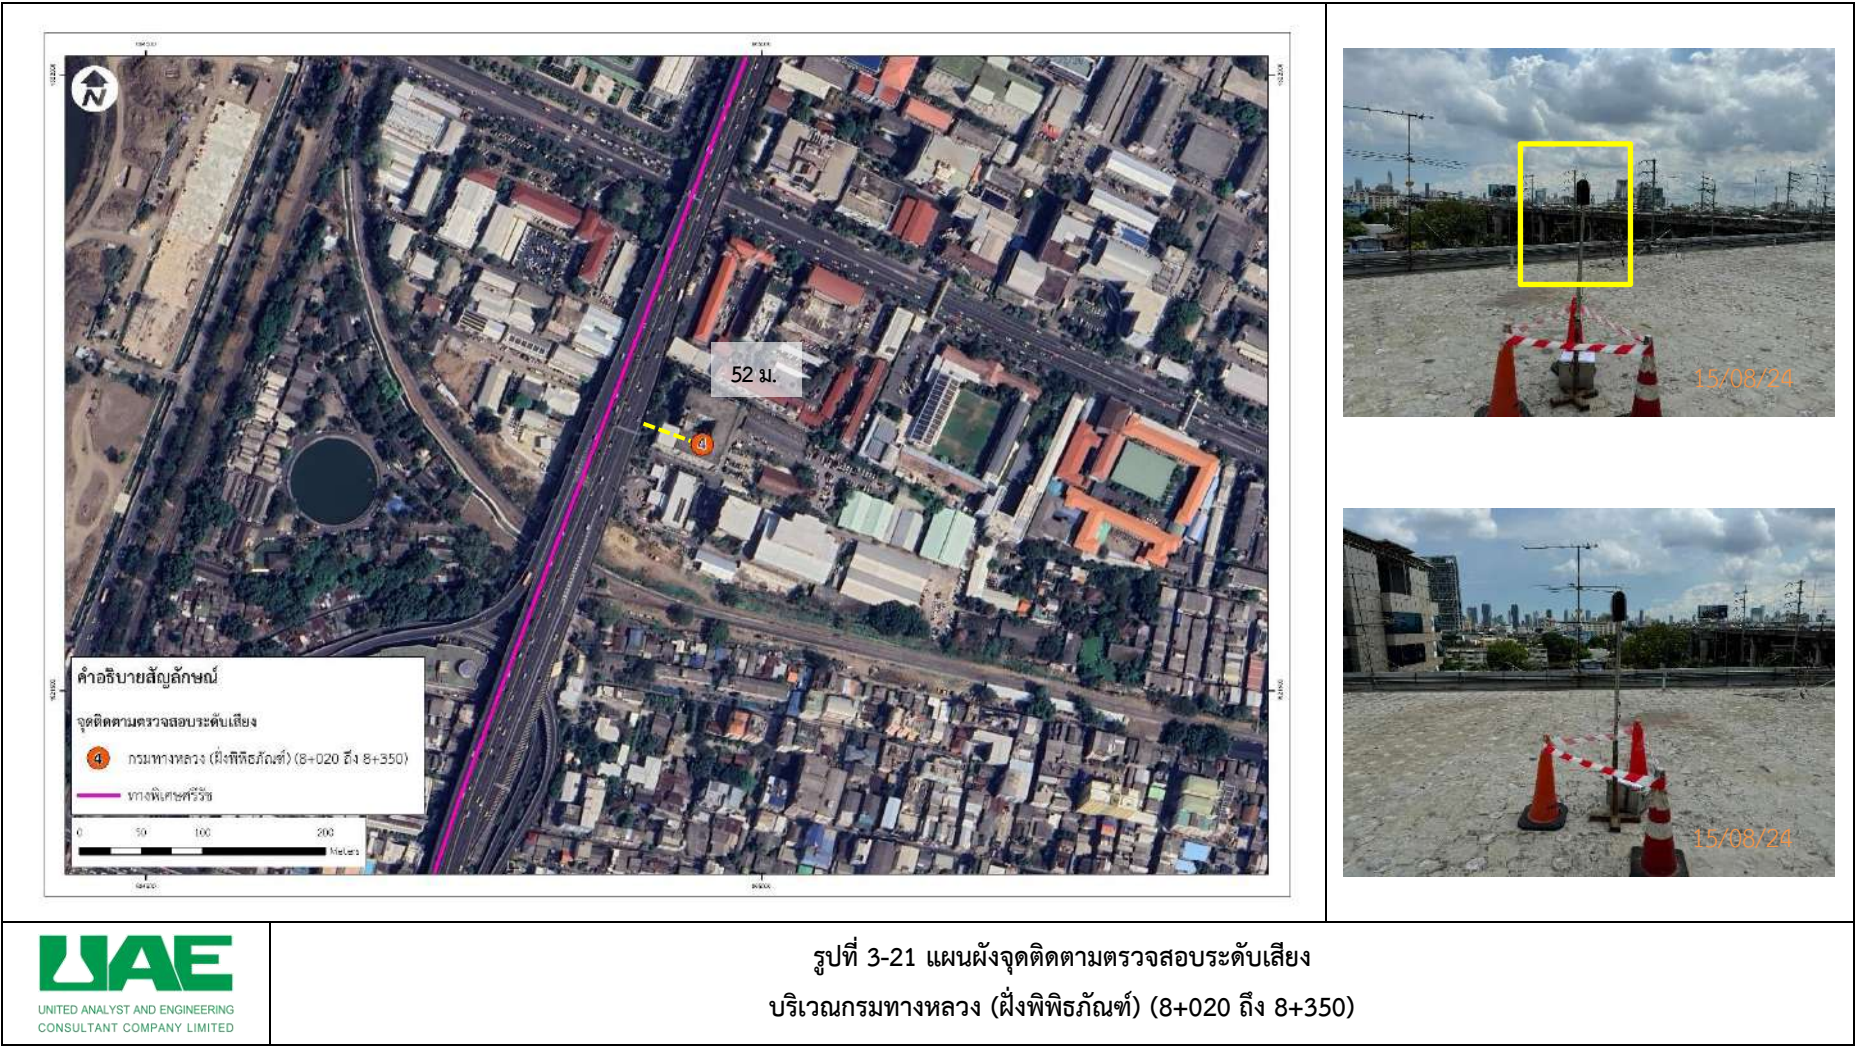 N
52 ม.
4
คำอธิบายสัญลักษณ์
จุดติดตามตรวจสอบระดับเสียง
4 กรมทางหลวง (ฝั่งพิพิธภัณฑ์) (8+020 ถึง 8+350)
ทางพิเศษศรีรัช
0 50 100 200
Meters
15/08/24
15/08/24
UAE
UNITED ANALYST AND ENGINEERING
CONSULTANT COMPANY LIMITED
รูปที่ 3-21 แผนผังจุดติดตามตรวจสอบระดับเสียง
บริเวณกรมทางหลวง (ฝั่งพิพิธภัณฑ์) (8+020 ถึง 8+350)